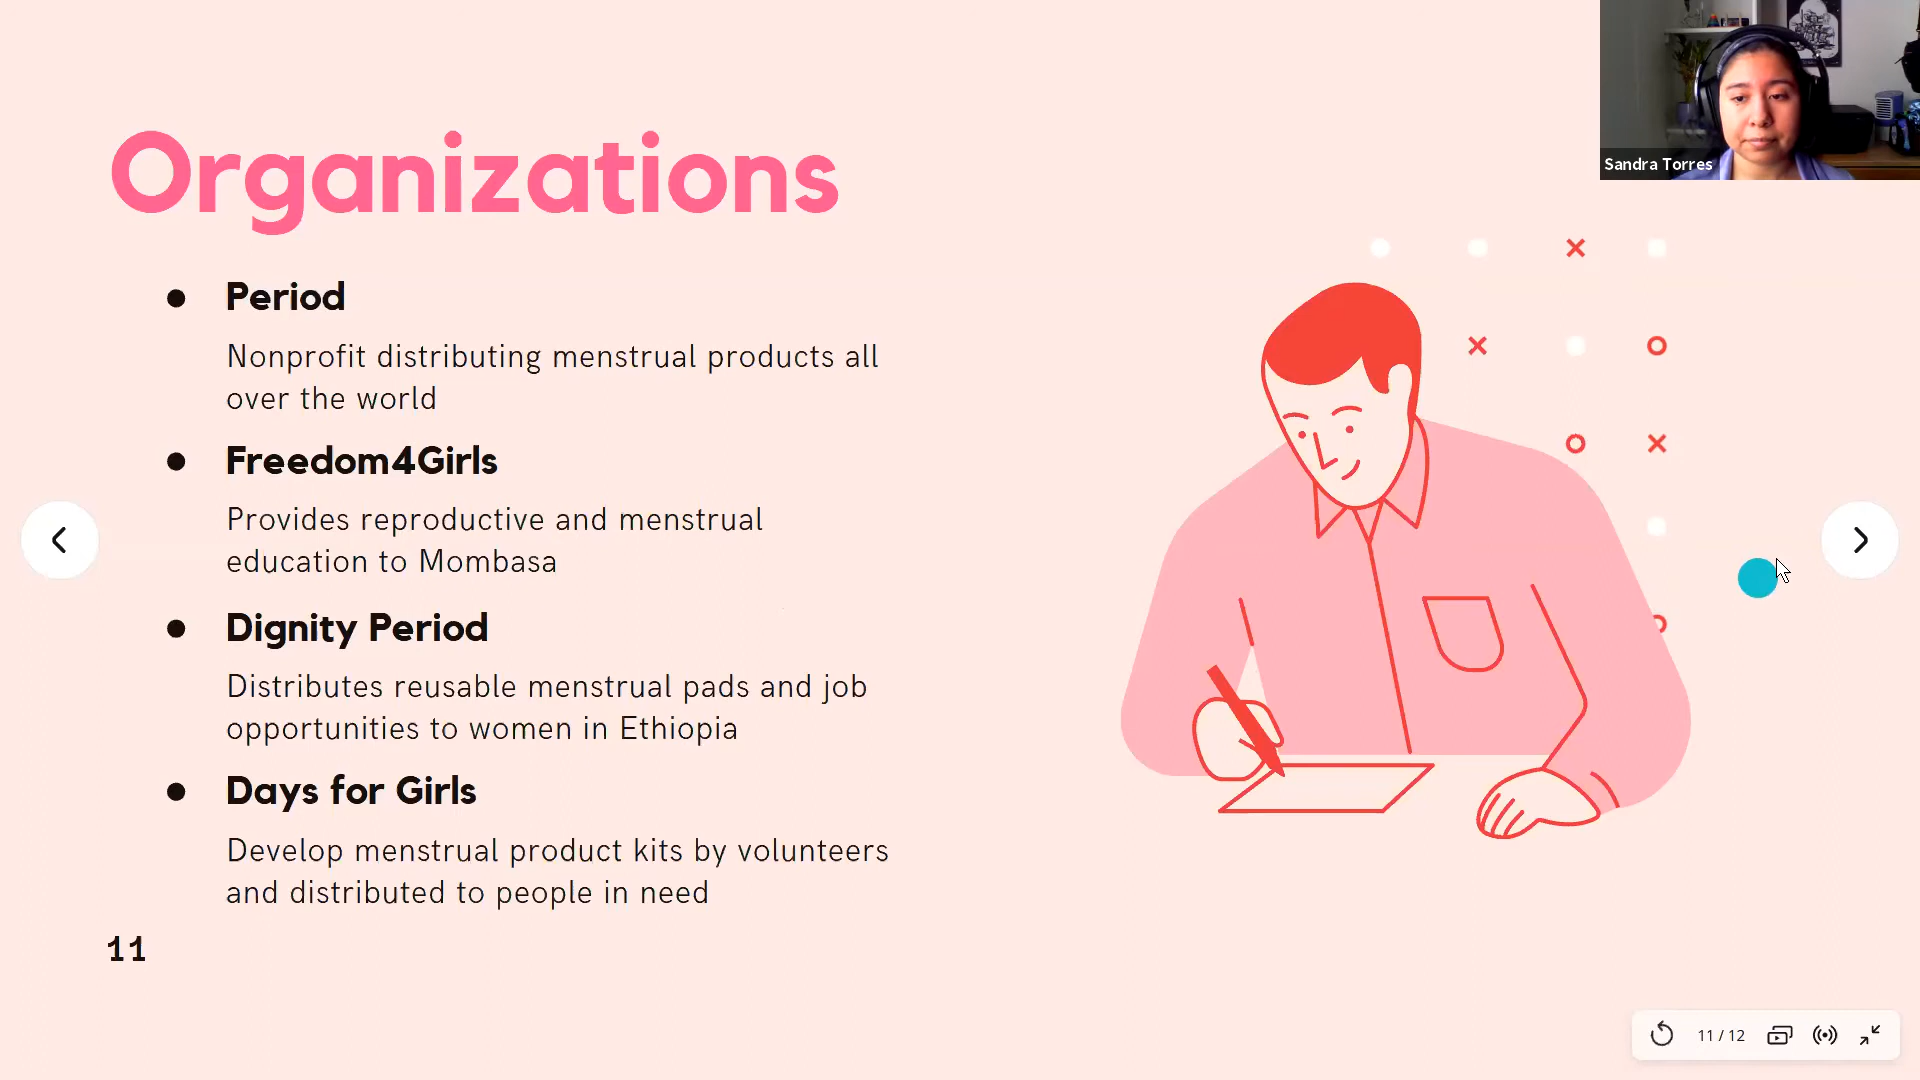 Organizations
Sandra Torres
Period
Nonprofit distributing menstrual products all
over the world
Freedom4Girls
Provides reproductive and menstrual
education to Mombasa
Dignity Period
Distributes reusable menstrual pads and job
opportunities to women in Ethiopia
Days for Girls
Develop menstrual product kits by volunteers
and distributed to people in need
11
11 / 12